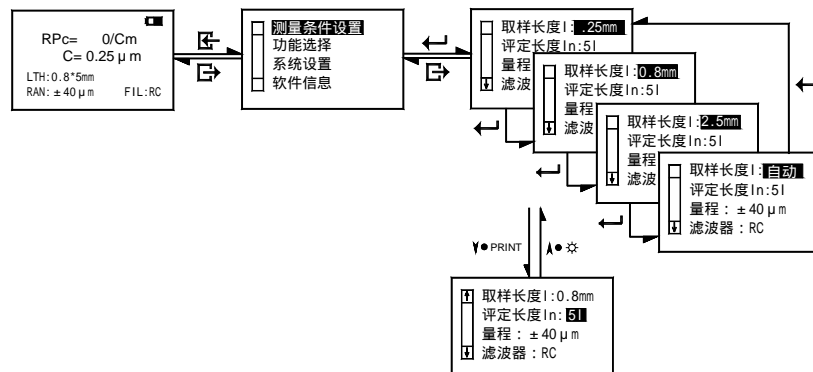 RPc= 0/Cm
C= 0.25 μm
LTH:0.8*5mm
RAN: ±40μm FIL:RC
测量条件设置
功能选择
系统设置
软件信息
取样长度l: .25mm
评定长度ln:5l
量程
滤波
取样长度l:0.8mm
评定长度ln:5l
量程
滤波
取样长度l:2.5mm
评定长度ln:5l
量程
滤波
取样长度l:自动
评定长度ln:5l
量程：±40μm
滤波器：RC
PRINT
取样长度l:0.8mm
评定长度ln:5l
量程：±40μm
滤波器：RC